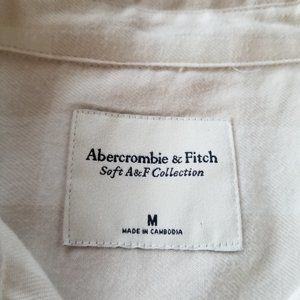 Abercrombie & Fitch
Soft A&F Collection
M
MADE IN CAMBODIA